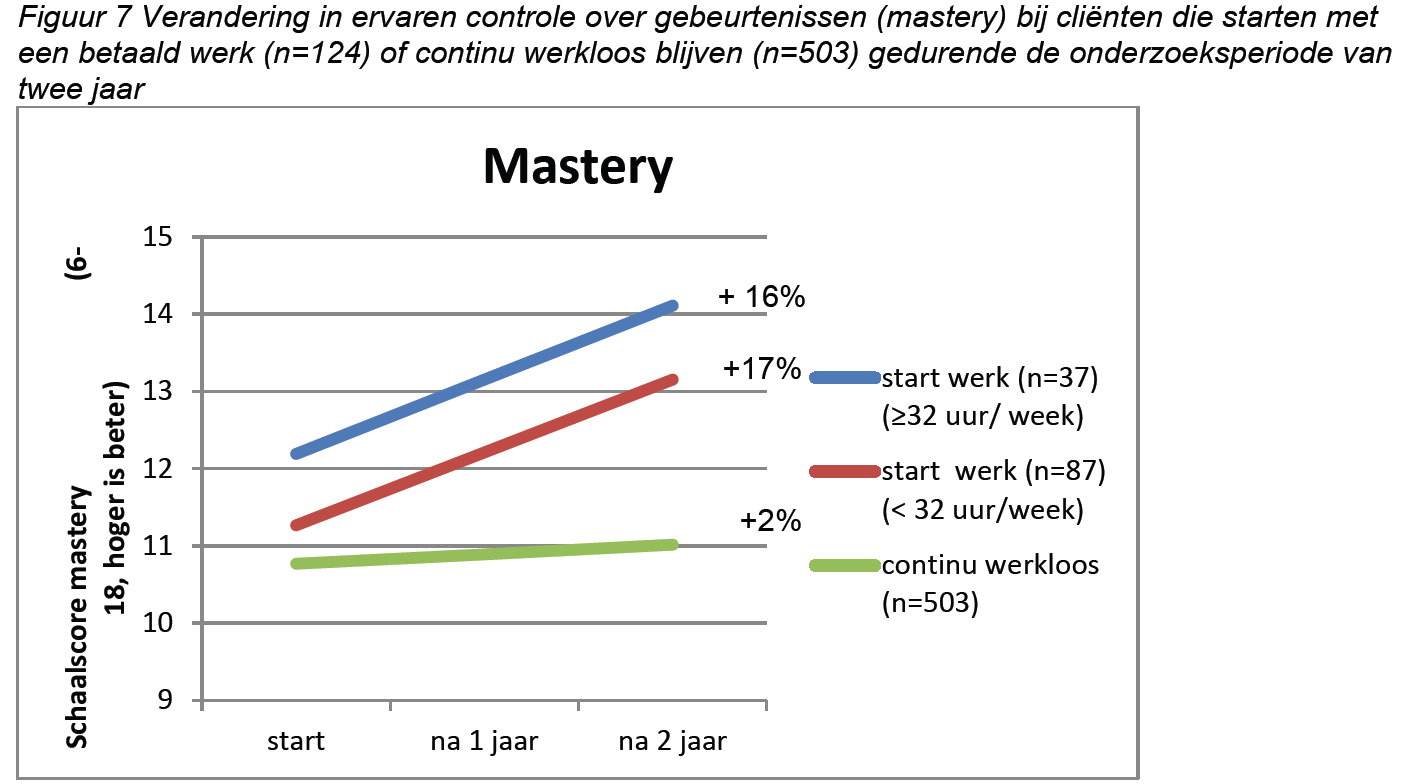 Figuur 7 Verandering in ervaren controle over gebeurtenissen (mastery) bij cliënten die starten met
een betaald werk (n=124) of continu werkloos blijven (n=503) gedurende de onderzoeksperiode van
twee jaar
Mastery
Schaalscore mastery (6-
18, hoger is beter)
15
14
13
12
11
10
9
+ 16%
+17%
+2%
start werk (n=37)
(≥32 uur/ week)
start werk (n=87)
(< 32 uur/week)
continu werkloos
(n=503)
start
na 1 jaar
na 2 jaar